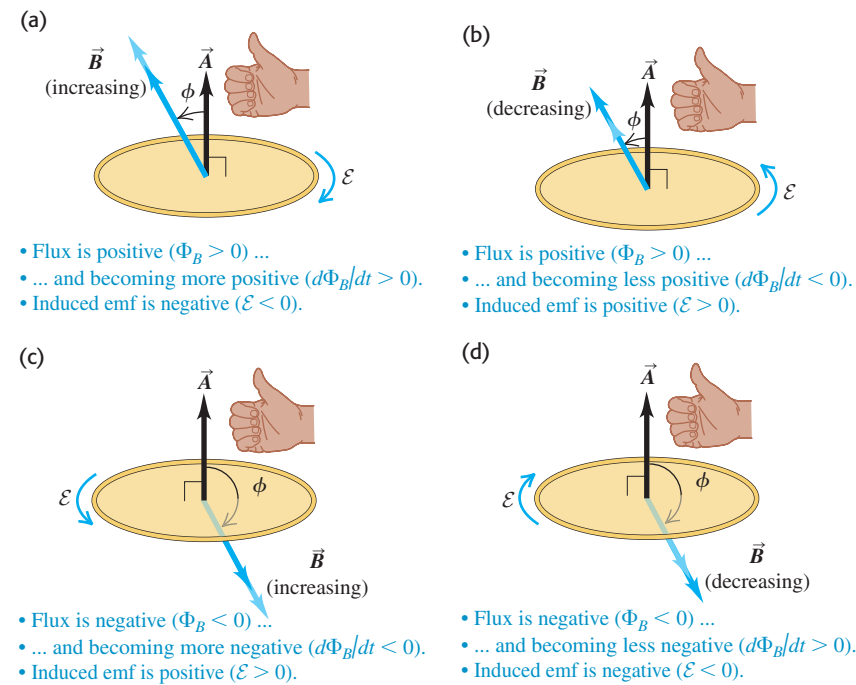 (a)
B⃗
(increasing)
ϕ
A⃗
ℰ
• Flux is positive (Φ_B > 0) ...
• ... and becoming more positive (dΦ_B/dt > 0).
• Induced emf is negative (ℰ < 0).
(b)
B⃗
(decreasing)
ϕ
A⃗
ℰ
• Flux is positive (Φ_B > 0) ...
• ... and becoming less positive (dΦ_B/dt < 0).
• Induced emf is positive (ℰ > 0).
(c)
A⃗
ℰ
ϕ
B⃗
(increasing)
• Flux is negative (Φ_B < 0) ...
• ... and becoming more negative (dΦ_B/dt < 0).
• Induced emf is positive (ℰ > 0).
(d)
A⃗
ℰ
ϕ
B⃗
(decreasing)
• Flux is negative (Φ_B < 0) ...
• ... and becoming less negative (dΦ_B/dt > 0).
• Induced emf is negative (ℰ < 0).